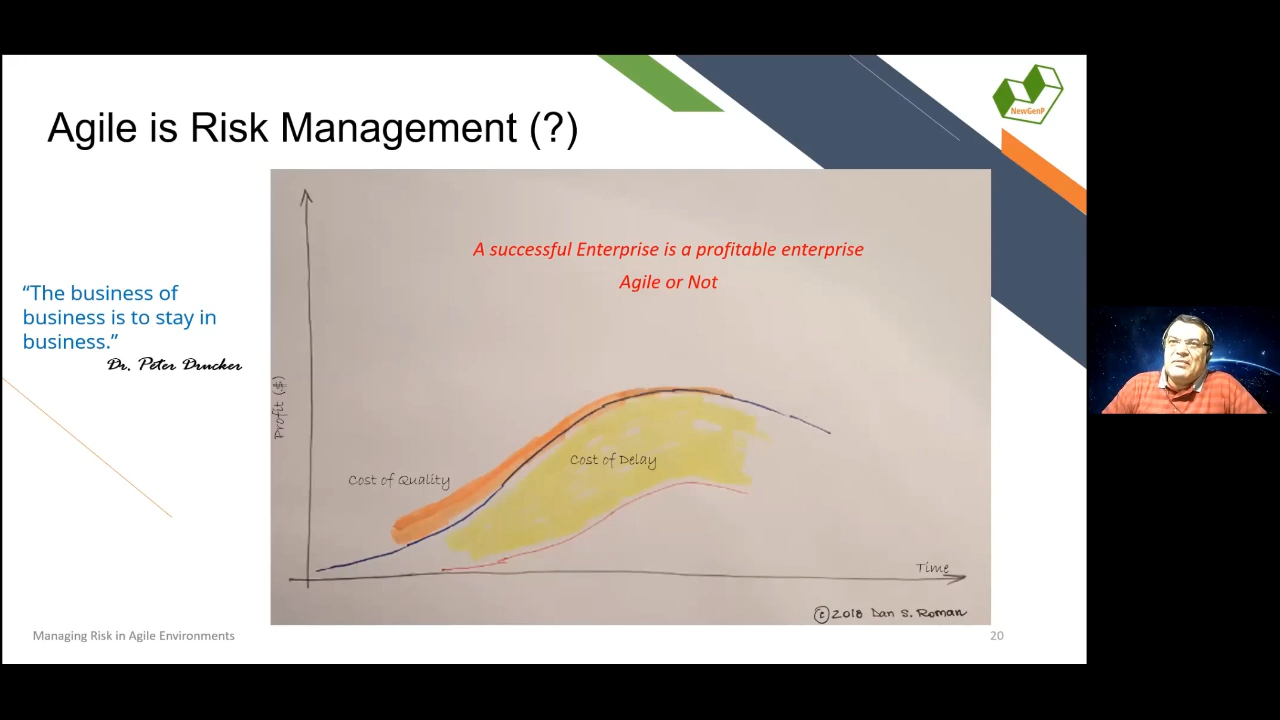 Agile is Risk Management (?)
NewGenP
A successful Enterprise is a profitable enterprise
Agile or Not
“The business of
business is to stay in
business.”
Dr. Peter Drucker
Profit ($)
Cost of Quality
Cost of Delay
Time
©2018 Dan S. Roman
Managing Risk in Agile Environments
20